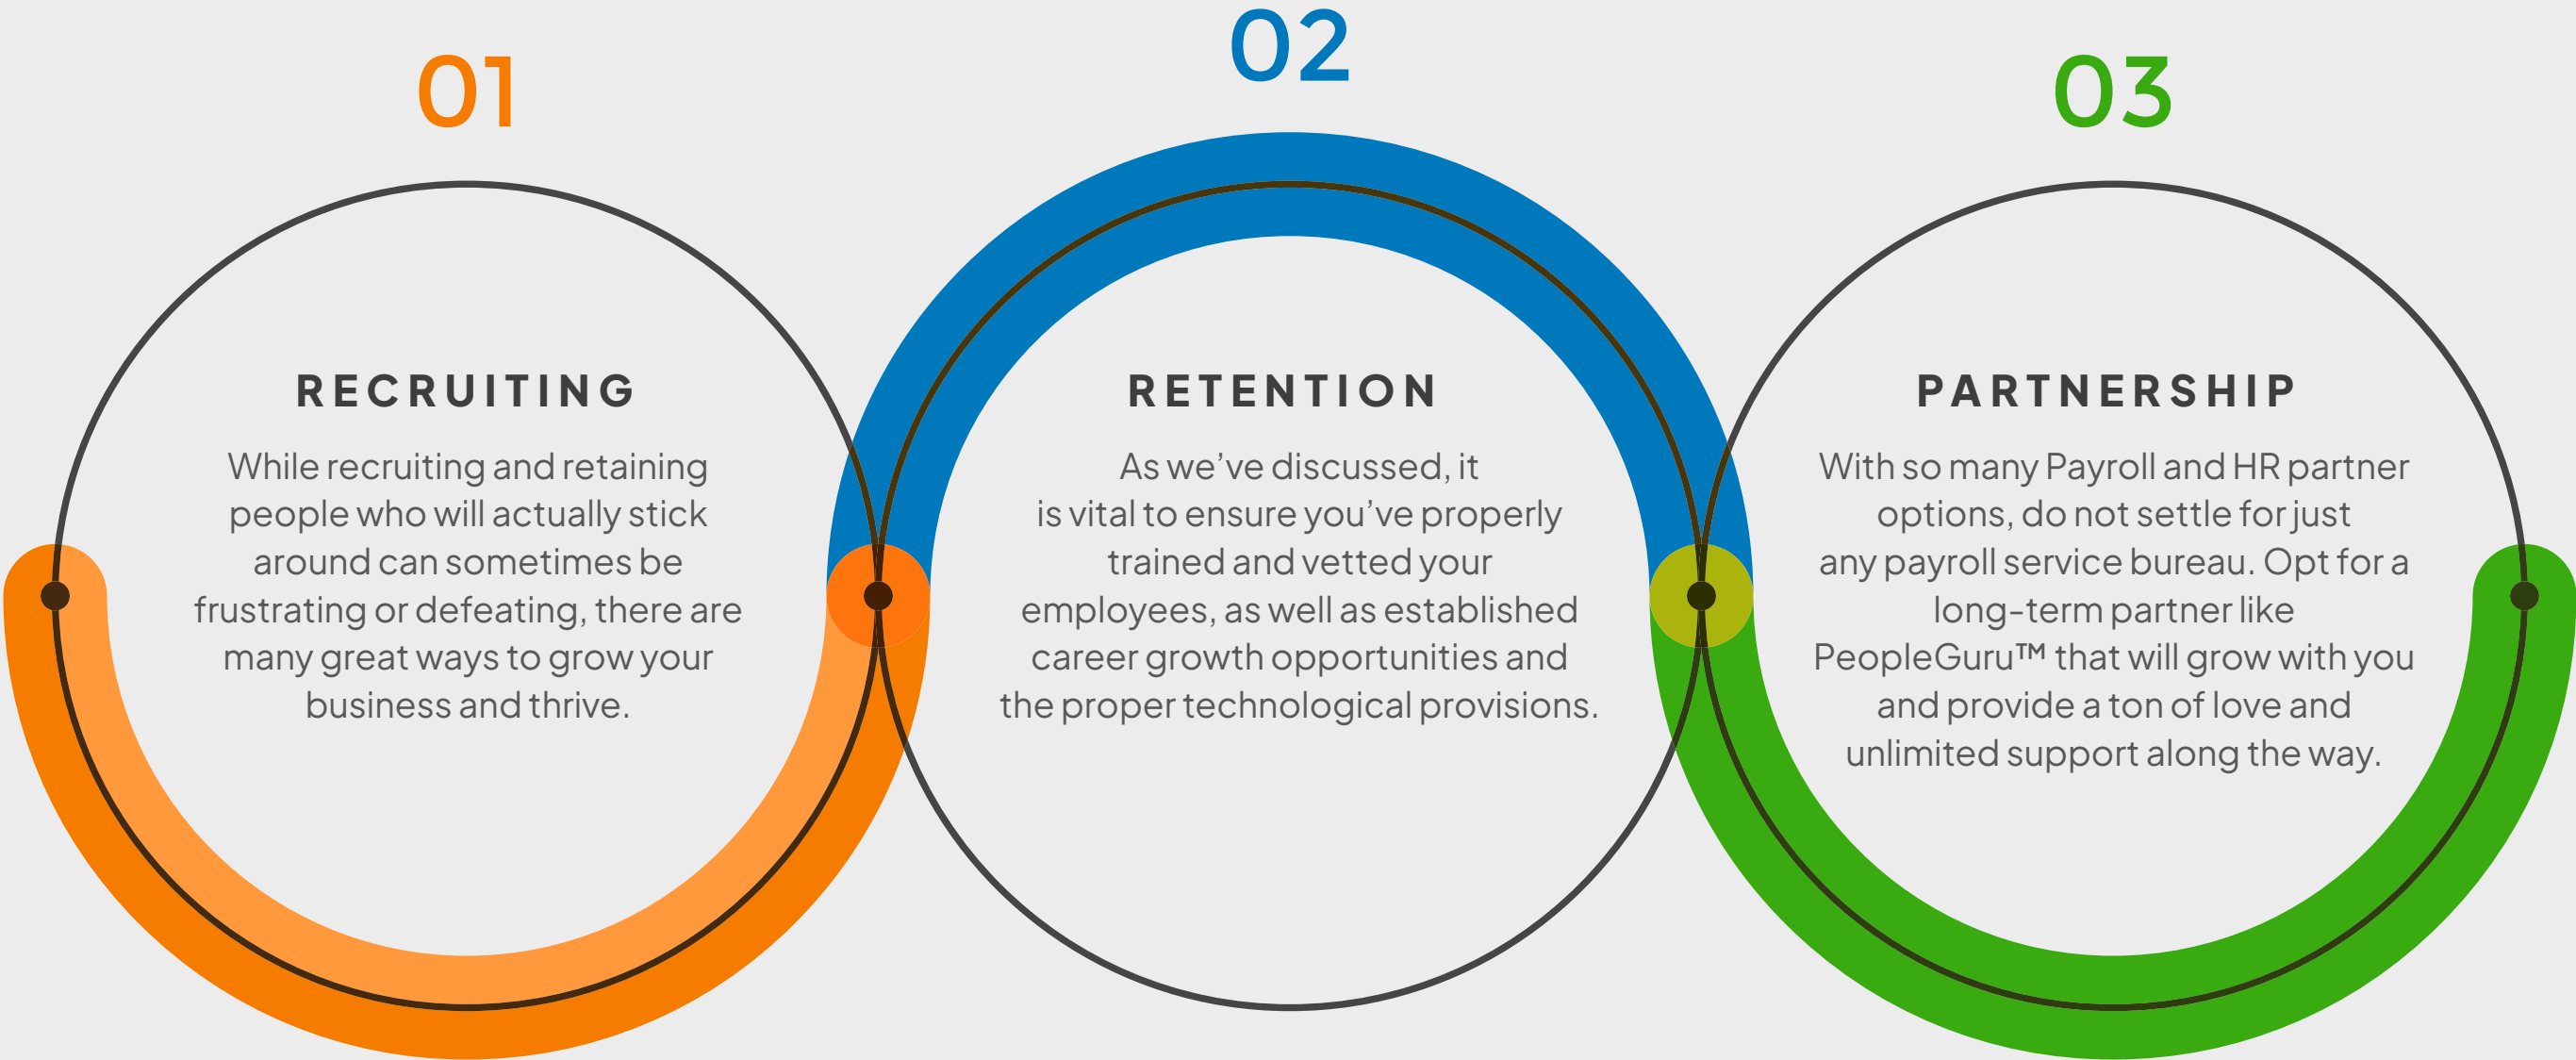 01
RECRUITING
While recruiting and retaining
people who will actually stick
around can sometimes be
frustrating or defeating, there are
many great ways to grow your
business and thrive.
02
RETENTION
As we’ve discussed, it
is vital to ensure you’ve properly
trained and vetted your
employees, as well as established
career growth opportunities and
the proper technological provisions.
03
PARTNERSHIP
With so many Payroll and HR partner
options, do not settle for just
any payroll service bureau. Opt for a
long-term partner like
PeopleGuru™ that will grow with you
and provide a ton of love and
unlimited support along the way.